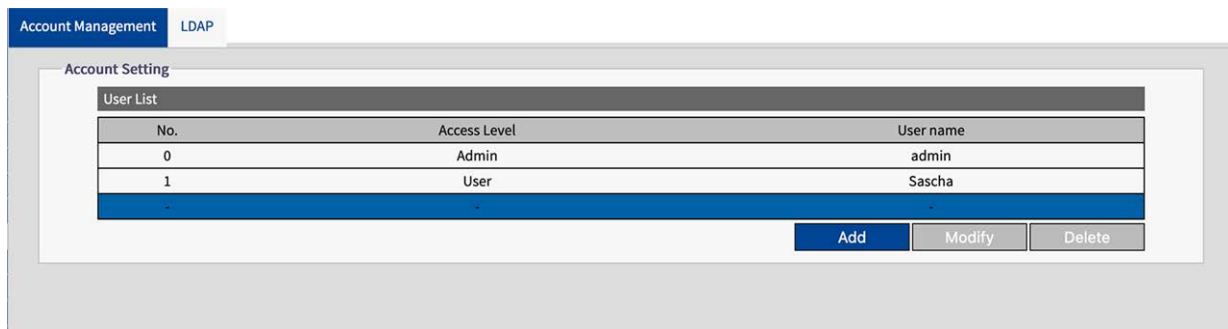 Account Management LDAP
Account Setting
User List
No. Access Level User name
0 Admin admin
1 User Sascha
- - -
Add Modify Delete